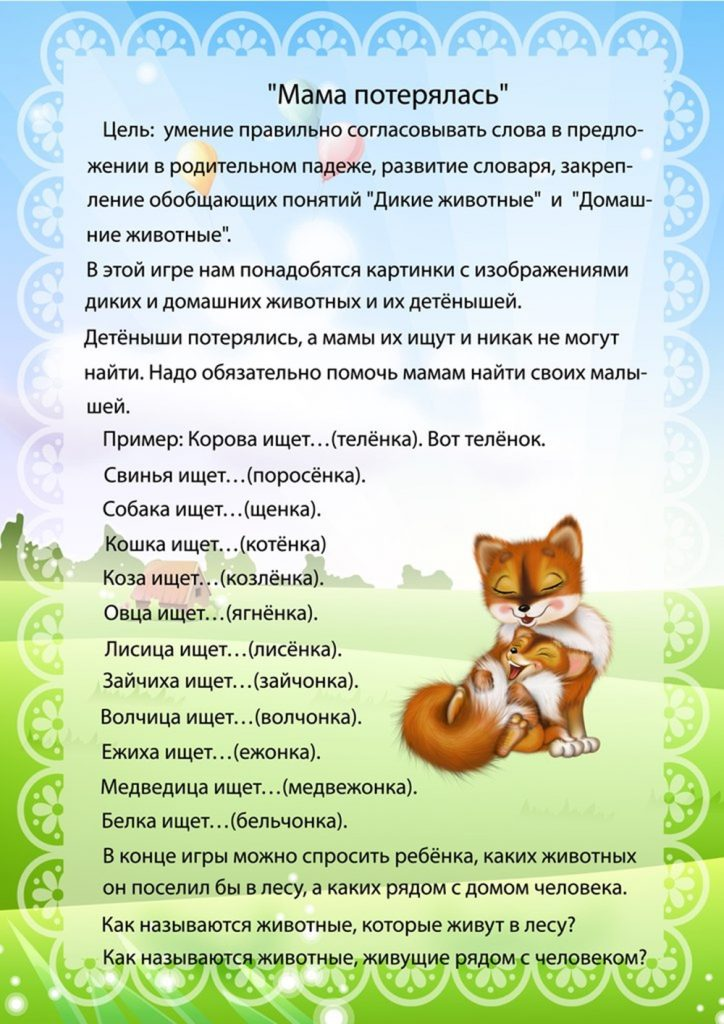 "Мама потерялась"
Цель: умение правильно согласовывать слова в предло-
жении в родительном падеже, развитие словаря, закреп-
ление обобщающих понятий "Дикие животные" и "Домаш-
ние животные".
В этой игре нам понадобятся картинки с изображениями
диких и домашних животных и их детёнышей.
Детёныши потерялись, а мамы их ищут и никак не могут
найти. Надо обязательно помочь мамам найти своих малы-
шей.
Пример: Корова ищет…(телёнка). Вот телёнок.
Свинья ищет…(поросёнка).
Собака ищет…(щенка).
Кошка ищет…(котёнка)
Коза ищет…(козлёнка).
Овца ищет…(ягнёнка).
Лисица ищет…(лисёнка).
Зайчиха ищет…(зайчонка).
Волчица ищет…(волчонка).
Ежиха ищет…(ежонка).
Медведица ищет…(медвежонка).
Белка ищет…(бельчонка).
В конце игры можно спросить ребёнка, каких животных
он поселил бы в лесу, а каких рядом с домом человека.
Как называются животные, которые живут в лесу?
Как называются животные, живущие рядом с человеком?